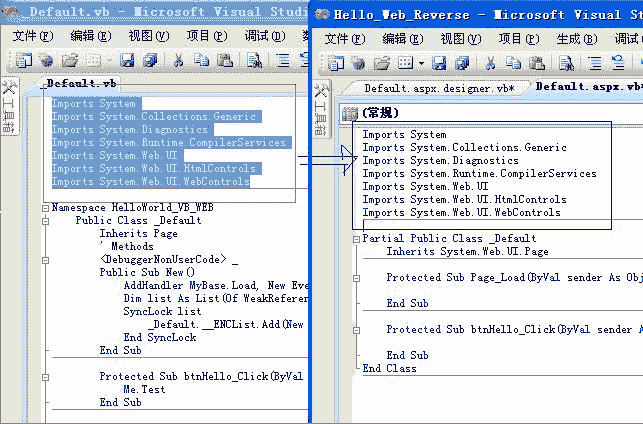 Default.vb — Microsoft Visual Studi
文件(F) 编辑(E) 视图(V) 项目(P) 调试(D)
Default.vb
工具箱
Imports System
Imports System.Collections.Generic
Imports System.Diagnostics
Imports System.Runtime.CompilerServices
Imports System.Web.UI
Imports System.Web.UI.HtmlControls
Imports System.Web.UI.WebControls
Namespace HelloWorld_VB_WEB
Public Class _Default
Inherits Page
' Methods
<DebuggerNonUserCode> _
Public Sub New()
AddHandler MyBase.Load, New Eve
Dim list As List(Of WeakReferen
SyncLock list
_Default.__ENCList.Add(New
End SyncLock
End Sub
Protected Sub btnHello_Click(ByVal
Me.Test
End Sub
Hello_Web_Reverse — Microsoft Visual Stud
文件(F) 编辑(E) 视图(V) 项目(P) 生成(B) 调试(D)
Default.aspx.designer.vb* Default.aspx.vb*
工具箱
(常规)
Imports System
Imports System.Collections.Generic
Imports System.Diagnostics
Imports System.Runtime.CompilerServices
Imports System.Web.UI
Imports System.Web.UI.HtmlControls
Imports System.Web.UI.WebControls
Partial Public Class _Default
Inherits System.Web.UI.Page
Protected Sub Page_Load(ByVal sender As Obj
End Sub
Protected Sub btnHello_Click(ByVal sender A
End Sub
End Class